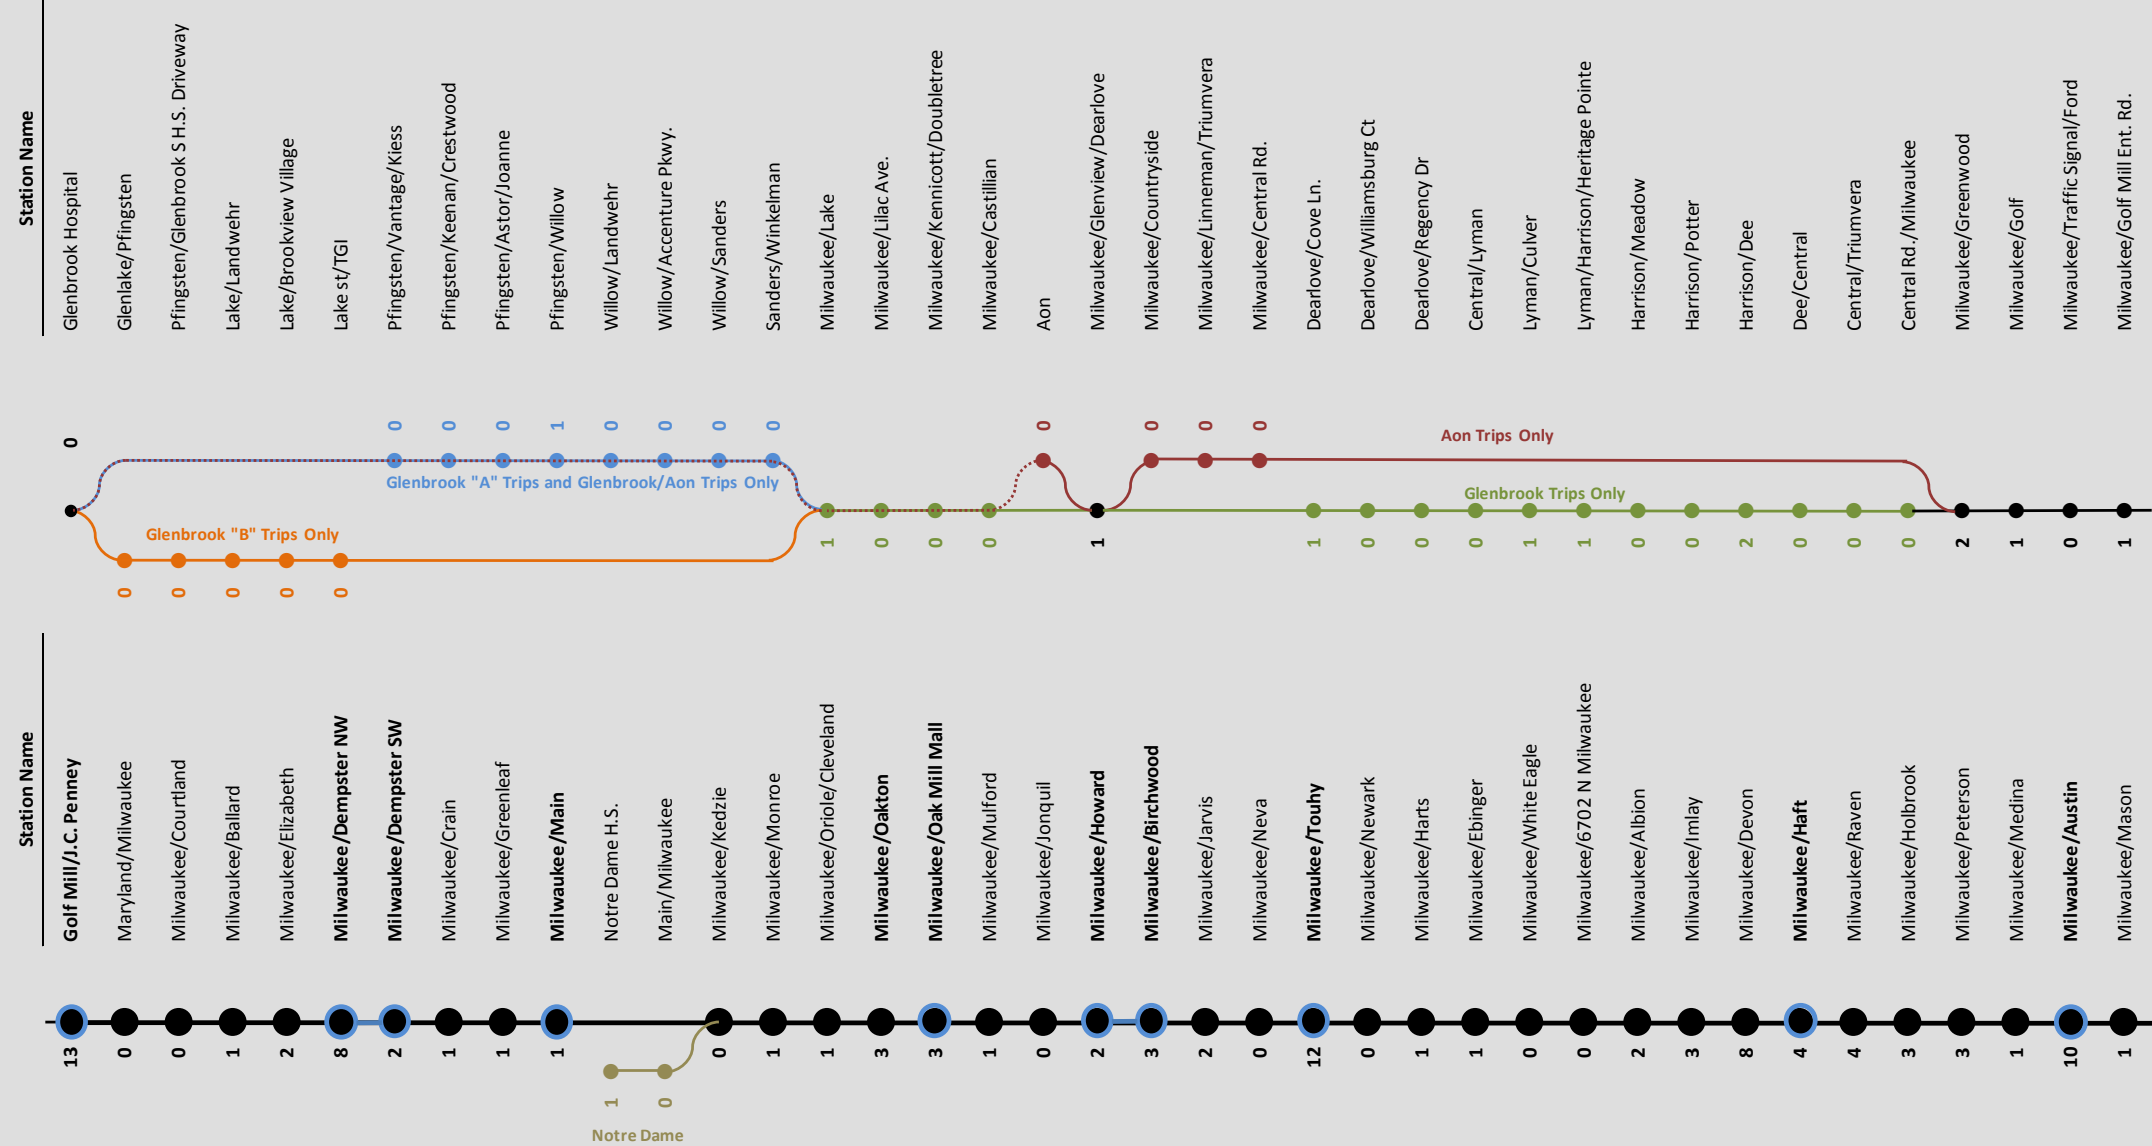 Station Name
Glenbrook Hospital
Glenlake/Pfingsten
Pfingsten/Glenbrook S H.S. Driveway
Lake/Landwehr
Lake/Brookview Village
Lake st/TGI
Pfingsten/Vantage/Kiess
Pfingsten/Keenan/Crestwood
Pfingsten/Astor/Joanne
Pfingsten/Willow
Willow/Landwehr
Willow/Accenture Pkwy.
Willow/Sanders
Sanders/Winkelman
Milwaukee/Lake
Milwaukee/Lilac Ave.
Milwaukee/Kennicott/Doubletree
Milwaukee/Castillian
Aon
Milwaukee/Glenview/Dearlove
Milwaukee/Countryside
Milwaukee/Linneman/Triumvera
Milwaukee/Central Rd.
Dearlove/Cove Ln.
Dearlove/Williamsburg Ct
Dearlove/Regency Dr
Central/Lyman
Lyman/Culver
Lyman/Harrison/Heritage Pointe
Harrison/Meadow
Harrison/Potter
Harrison/Dee
Dee/Central
Central/Triumvera
Central Rd./Milwaukee
Milwaukee/Greenwood
Milwaukee/Golf
Milwaukee/Traffic Signal/Ford
Milwaukee/Golf Mill Ent. Rd.
0
0
0
0
1
0
0
0
0
0
0
0
0
Aon Trips Only
Glenbrook "A" Trips and Glenbrook/Aon Trips Only
Glenbrook Trips Only
Glenbrook "B" Trips Only
1
0
0
0
1
1
0
0
0
1
1
0
0
2
0
0
0
2
1
0
1
0
0
0
0
0
Station Name
Golf Mill/J.C. Penney
Maryland/Milwaukee
Milwaukee/Courtland
Milwaukee/Ballard
Milwaukee/Elizabeth
Milwaukee/Dempster NW
Milwaukee/Dempster SW
Milwaukee/Crain
Milwaukee/Greenleaf
Milwaukee/Main
Notre Dame H.S.
Main/Milwaukee
Milwaukee/Kedzie
Milwaukee/Monroe
Milwaukee/Oriole/Cleveland
Milwaukee/Oakton
Milwaukee/Oak Mill Mall
Milwaukee/Mulford
Milwaukee/Jonquil
Milwaukee/Howard
Milwaukee/Birchwood
Milwaukee/Jarvis
Milwaukee/Neva
Milwaukee/Touhy
Milwaukee/Newark
Milwaukee/Harts
Milwaukee/Ebinger
Milwaukee/White Eagle
Milwaukee/6702 N Milwaukee
Milwaukee/Albion
Milwaukee/Imlay
Milwaukee/Devon
Milwaukee/Haft
Milwaukee/Raven
Milwaukee/Holbrook
Milwaukee/Peterson
Milwaukee/Medina
Milwaukee/Austin
Milwaukee/Mason
13
0
0
1
2
8
2
1
1
1
0
1
1
3
3
1
0
2
3
2
0
12
0
1
1
0
0
2
3
8
4
4
3
3
1
10
1
1
0
Notre Dame